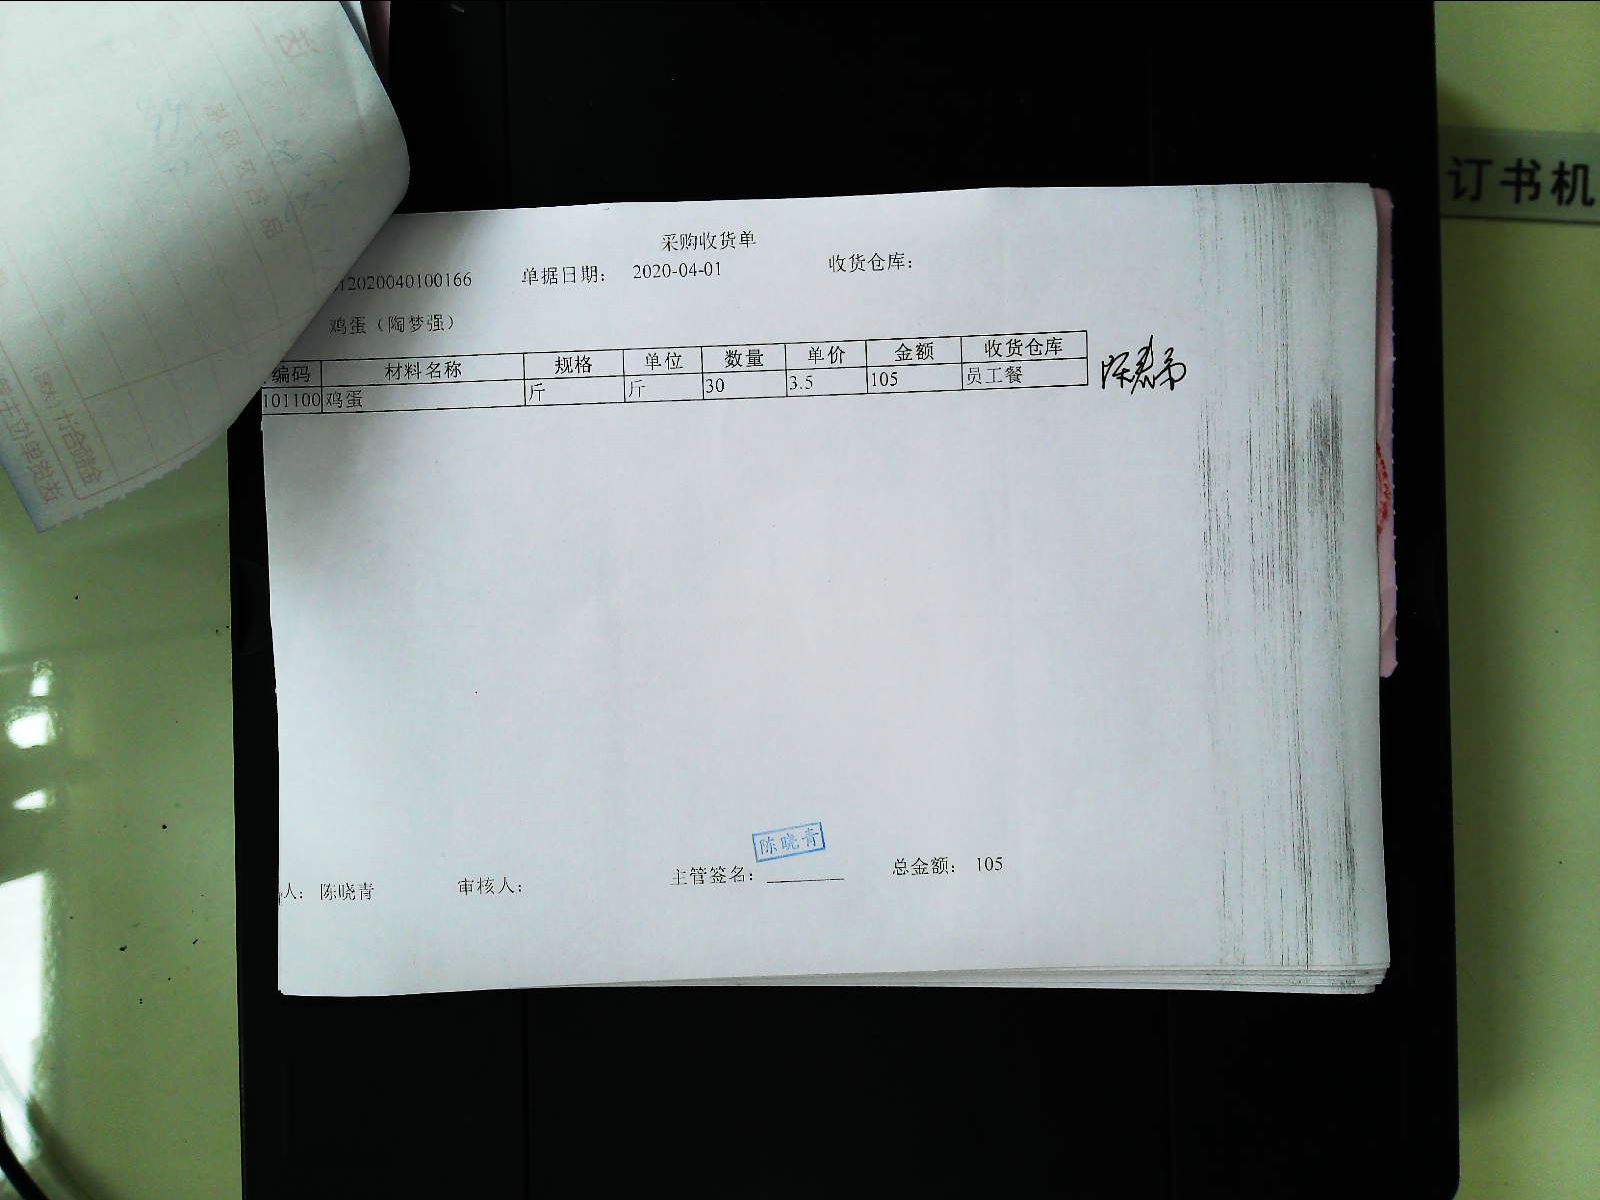 采购收货单
12020040100166 单据日期： 2020-04-01 收货仓库：
鸡蛋（陶梦强）
编码 材料名称 规格 单位 数量 单价 金额 收货仓库
101100 鸡蛋 斤 斤 30 3.5 105 员工餐
陈晓青
人： 陈晓青 审核人： 主管签名： 总金额： 105
订书机